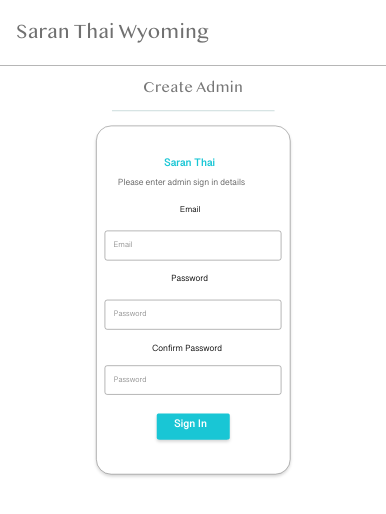 Saran Thai Wyoming
Create Admin
Saran Thai
Please enter admin sign in details
Email
Email
Password
Password
Confirm Password
Password
Sign In